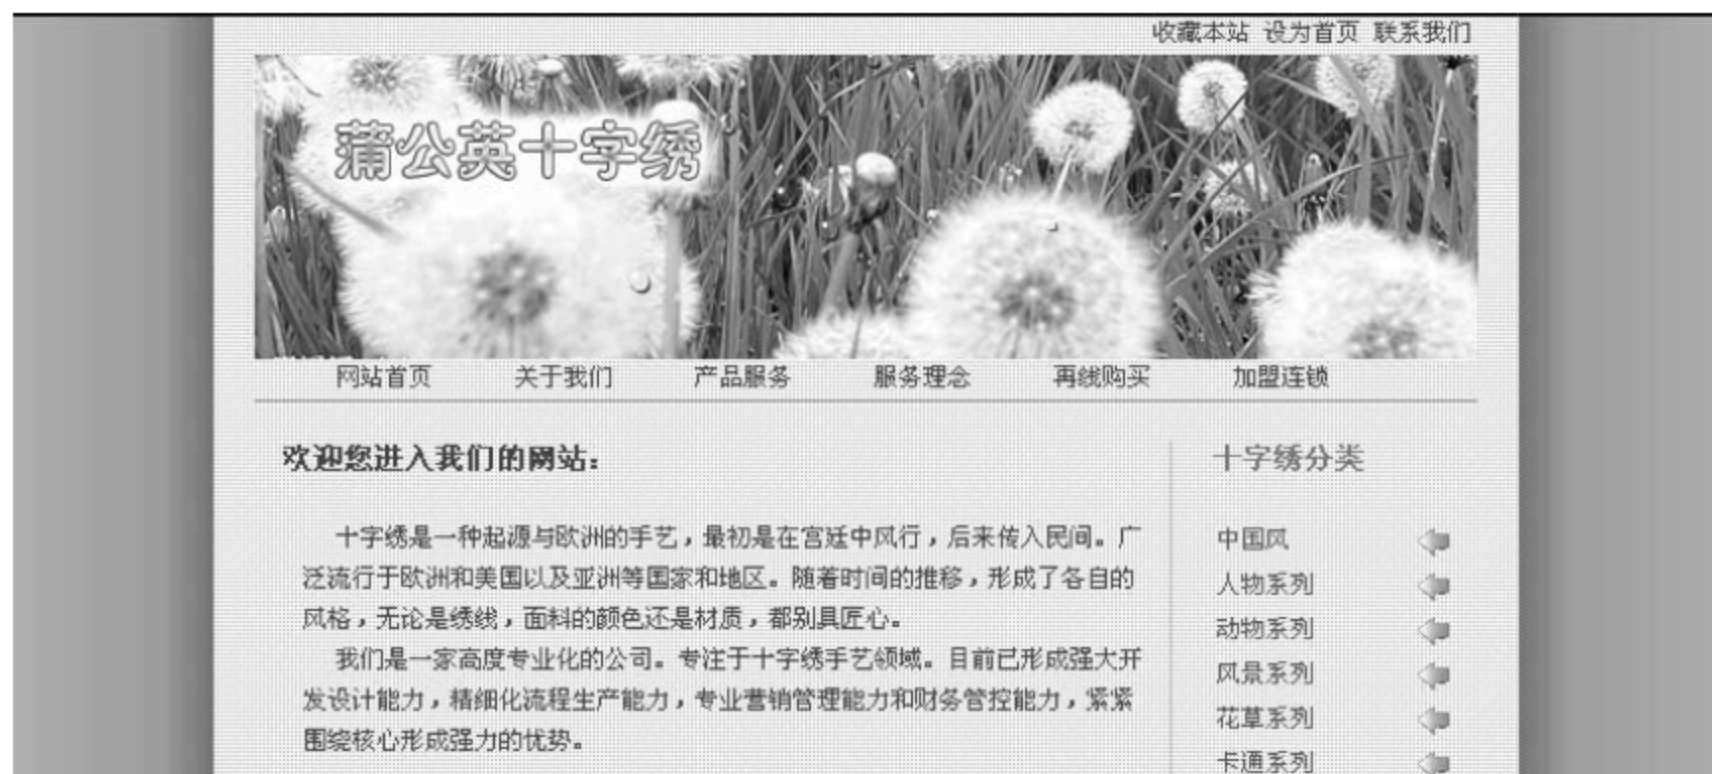 收藏本站 设为首页 联系我们
蒲公英十字绣
网站首页 关于我们 产品服务 服务理念 再线购买 加盟连锁
欢迎您进入我们的网站：
十字绣是一种起源与欧洲的手艺，最初是在宫廷中风行，后来传入民间。广
泛流行于欧洲和美国以及亚洲等国家和地区。随着时间的推移，形成了各自的
风格，无论是绣线，面料的颜色还是材质，都别具匠心。
我们是一家高度专业化的公司。专注于十字绣手艺领域。目前已形成强大开
发设计能力，精细化流程生产能力，专业营销管理能力和财务管控能力，紧紧
围绕核心形成强力的优势。
十字绣分类
中国风
人物系列
动物系列
风景系列
花草系列
卡通系列